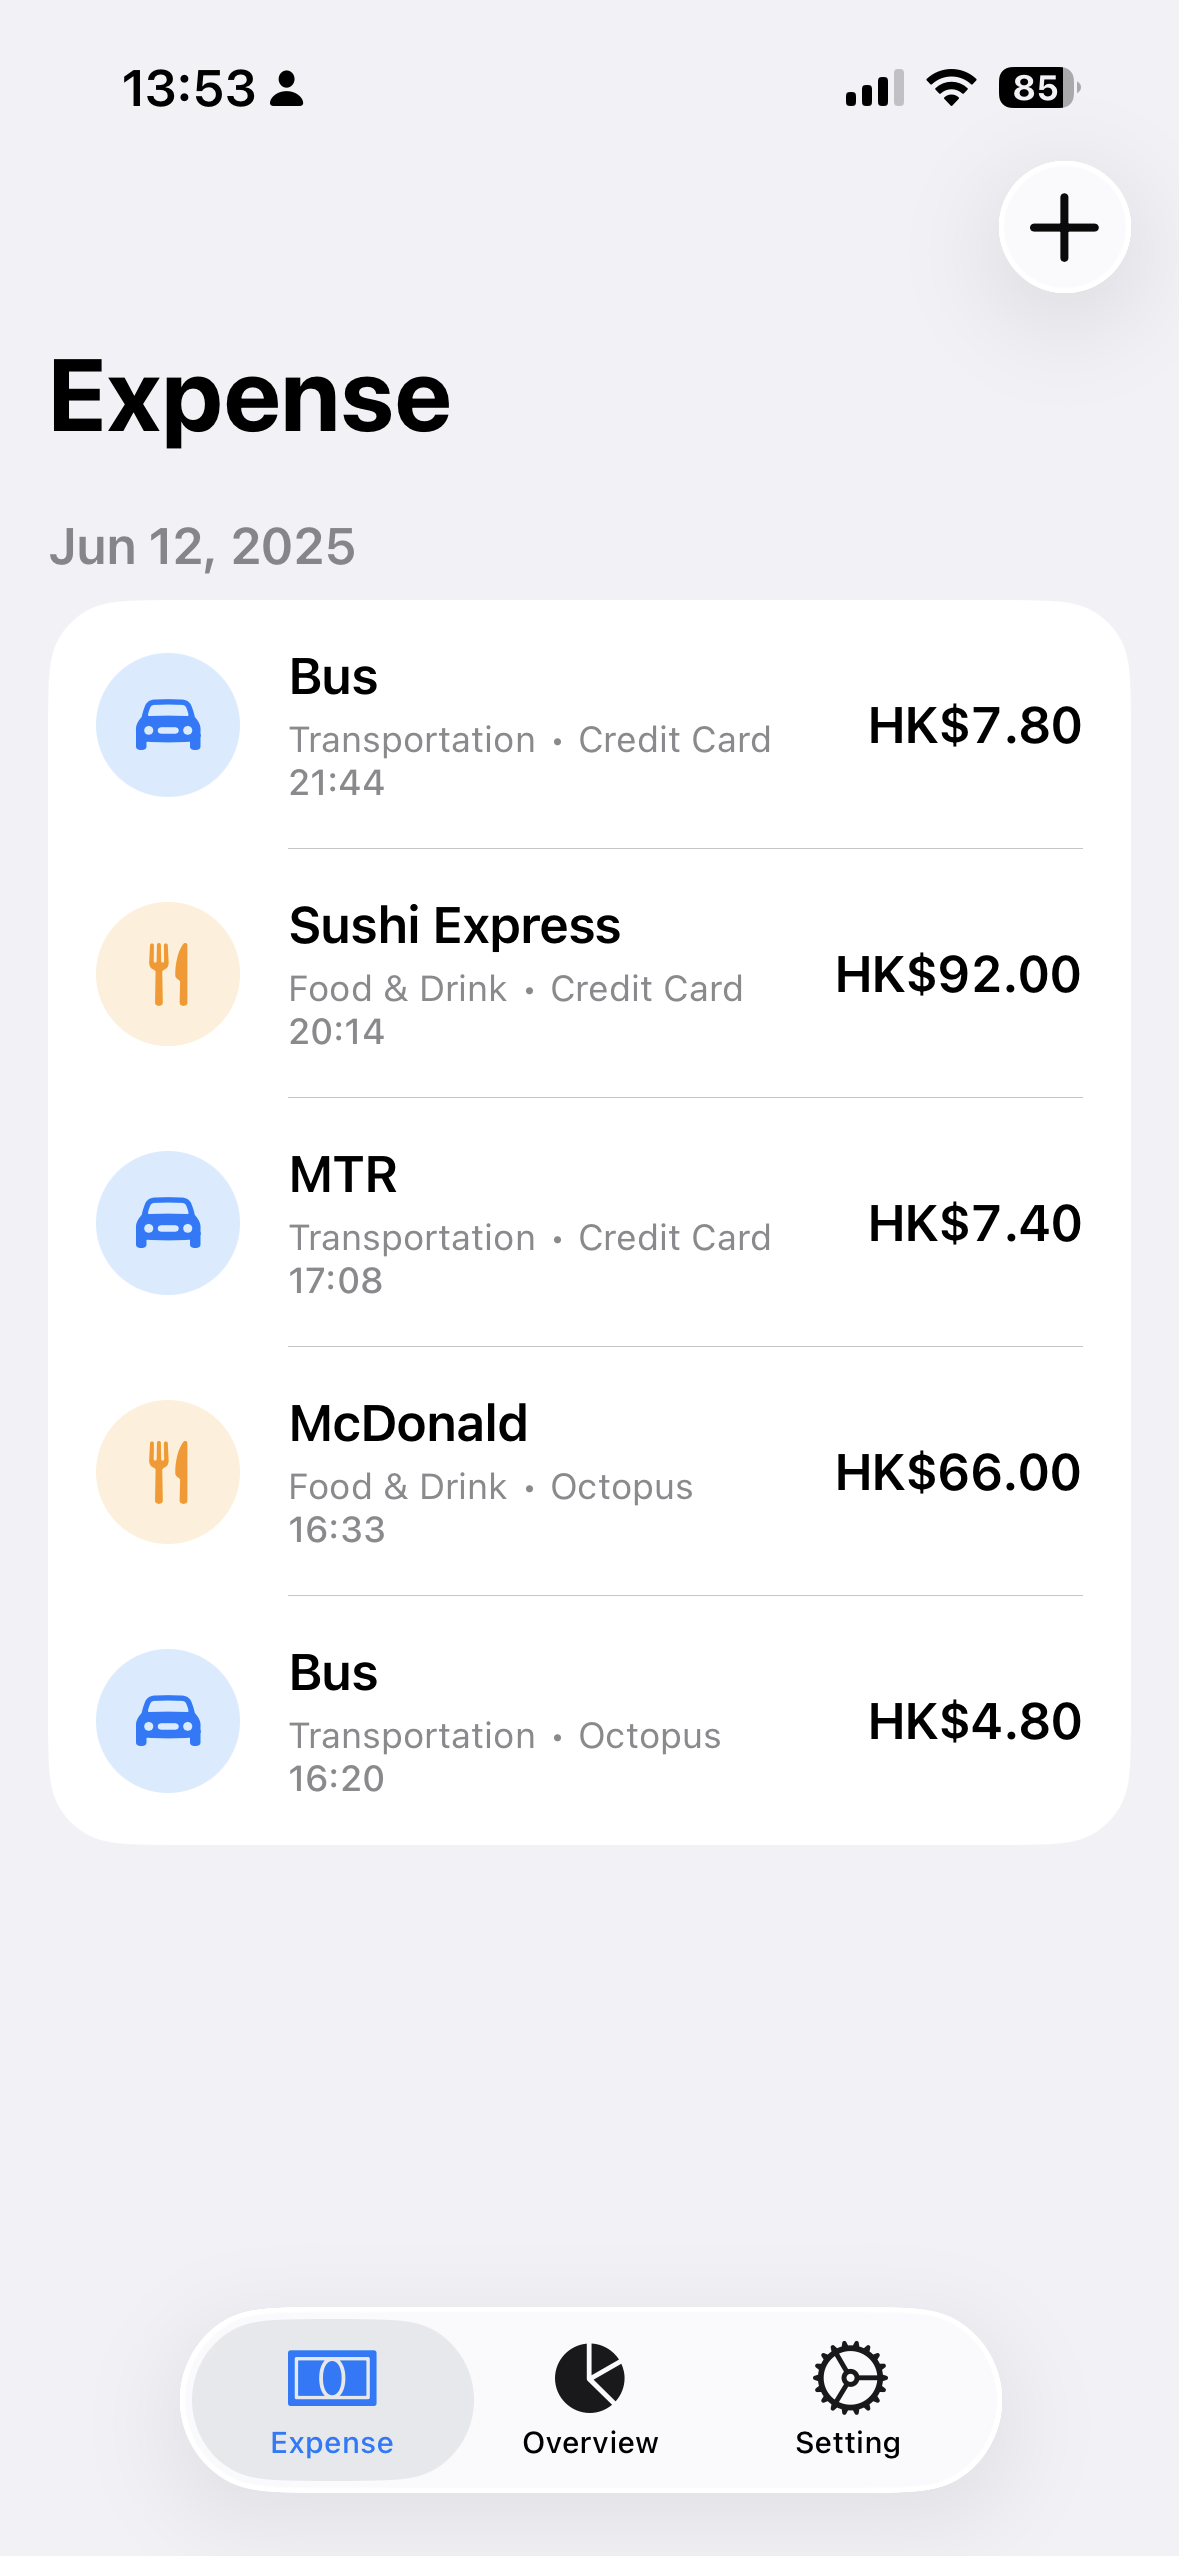 13:53
85
Expense
Jun 12, 2025
Bus
Transportation • Credit Card
21:44
HK$7.80
Sushi Express
Food & Drink • Credit Card
20:14
HK$92.00
MTR
Transportation • Credit Card
17:08
HK$7.40
McDonald
Food & Drink • Octopus
16:33
HK$66.00
Bus
Transportation • Octopus
16:20
HK$4.80
Expense
Overview
Setting